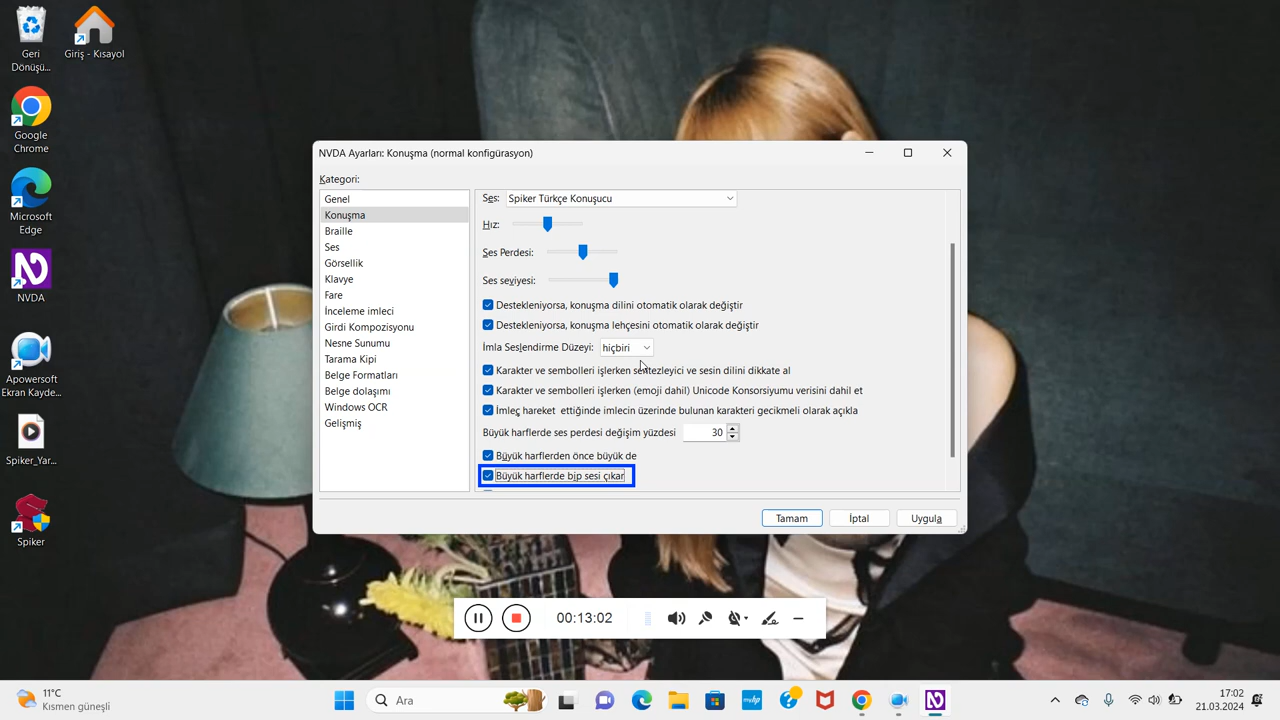 Geri
Dönüşü...
Giriş - Kısayol
Google
Chrome
Microsoft
Edge
NVDA
Apowersoft
Ekran Kayde...
Spiker_Yar...
Spiker
NVDA Ayarları: Konuşma (normal konfigürasyon)
Kategori:
Genel
Konuşma
Braille
Ses
Görsellik
Klavye
Fare
İnceleme imleci
Girdi Kompozisyonu
Nesne Sunumu
Tarama Kipi
Belge Formatları
Belge dolaşımı
Windows OCR
Gelişmiş
Ses: Spiker Türkçe Konuşucu
Hız:
Ses Perdesi:
Ses seviyesi:
Destekleniyorsa, konuşma dilini otomatik olarak değiştir
Destekleniyorsa, konuşma lehçesini otomatik olarak değiştir
İmla Seslendirme Düzeyi: hiçbiri
Karakter ve sembolleri işlerken sentezleyici ve sesin dilini dikkate al
Karakter ve sembolleri işlerken (emoji dahil) Unicode Konsorsiyumu verisini dahil et
İmleç hareket ettiğinde imlecin üzerinde bulunan karakteri gecikmeli olarak açıkla
Büyük harflerde ses perdesi değişim yüzdesi 30
Büyük harflerden önce büyük de
Büyük harflerde bip sesi çıkar
Tamam İptal Uygula
00:13:02
11°C
Kısmen güneşli
Ara
myhp
17:02
21.03.2024